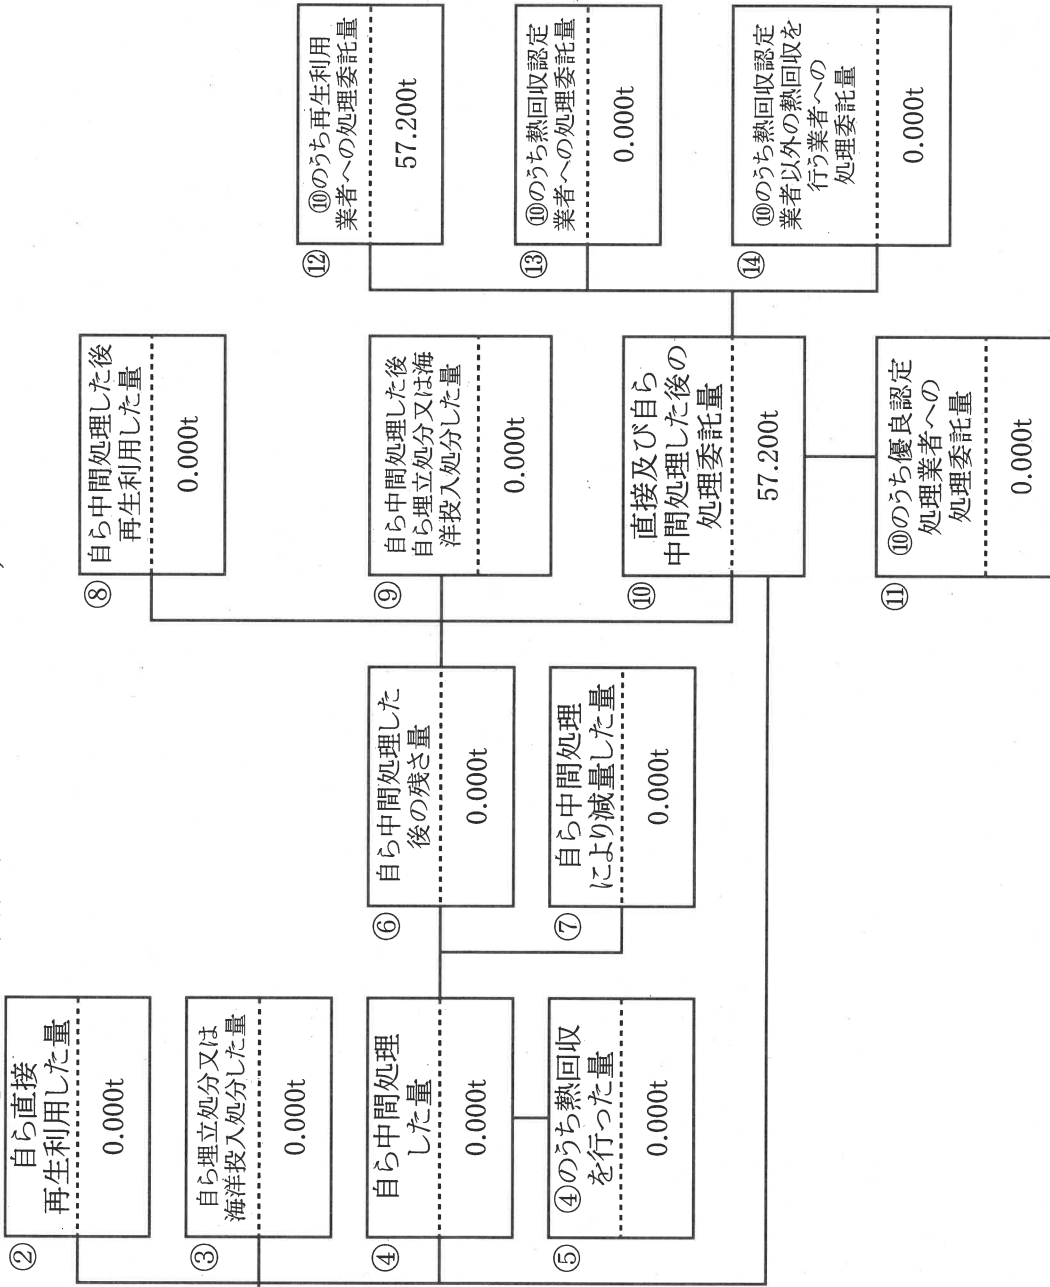 ②
自ら直接
再生利用した量
0.000t
③
自ら埋立処分又は
海洋投入処分した量
0.000t
④
自ら中間処理
した量
0.000t
⑤
④のうち熱回収
を行った量
0.000t
⑥
自ら中間処理した
後の残さ量
0.000t
⑦
自ら中間処理
により減量した量
0.000t
⑧
自ら中間処理した後
再生利用した量
0.000t
⑨
自ら中間処理した後
自ら埋立処分又は海
洋投入処分した量
0.000t
⑩
直接及び自ら
中間処理した後の
処理委託量
57.200t
⑪
⑩のうち優良認定
処理業者への
処理委託量
0.000t
⑫
⑩のうち再生利用
業者への処理委託量
57.200t
⑬
⑩のうち熱回収認定
業者への処理委託量
0.000t
⑭
⑩のうち熱回収認定
業者以外の熱回収を
行う業者への
処理委託量
0.000t